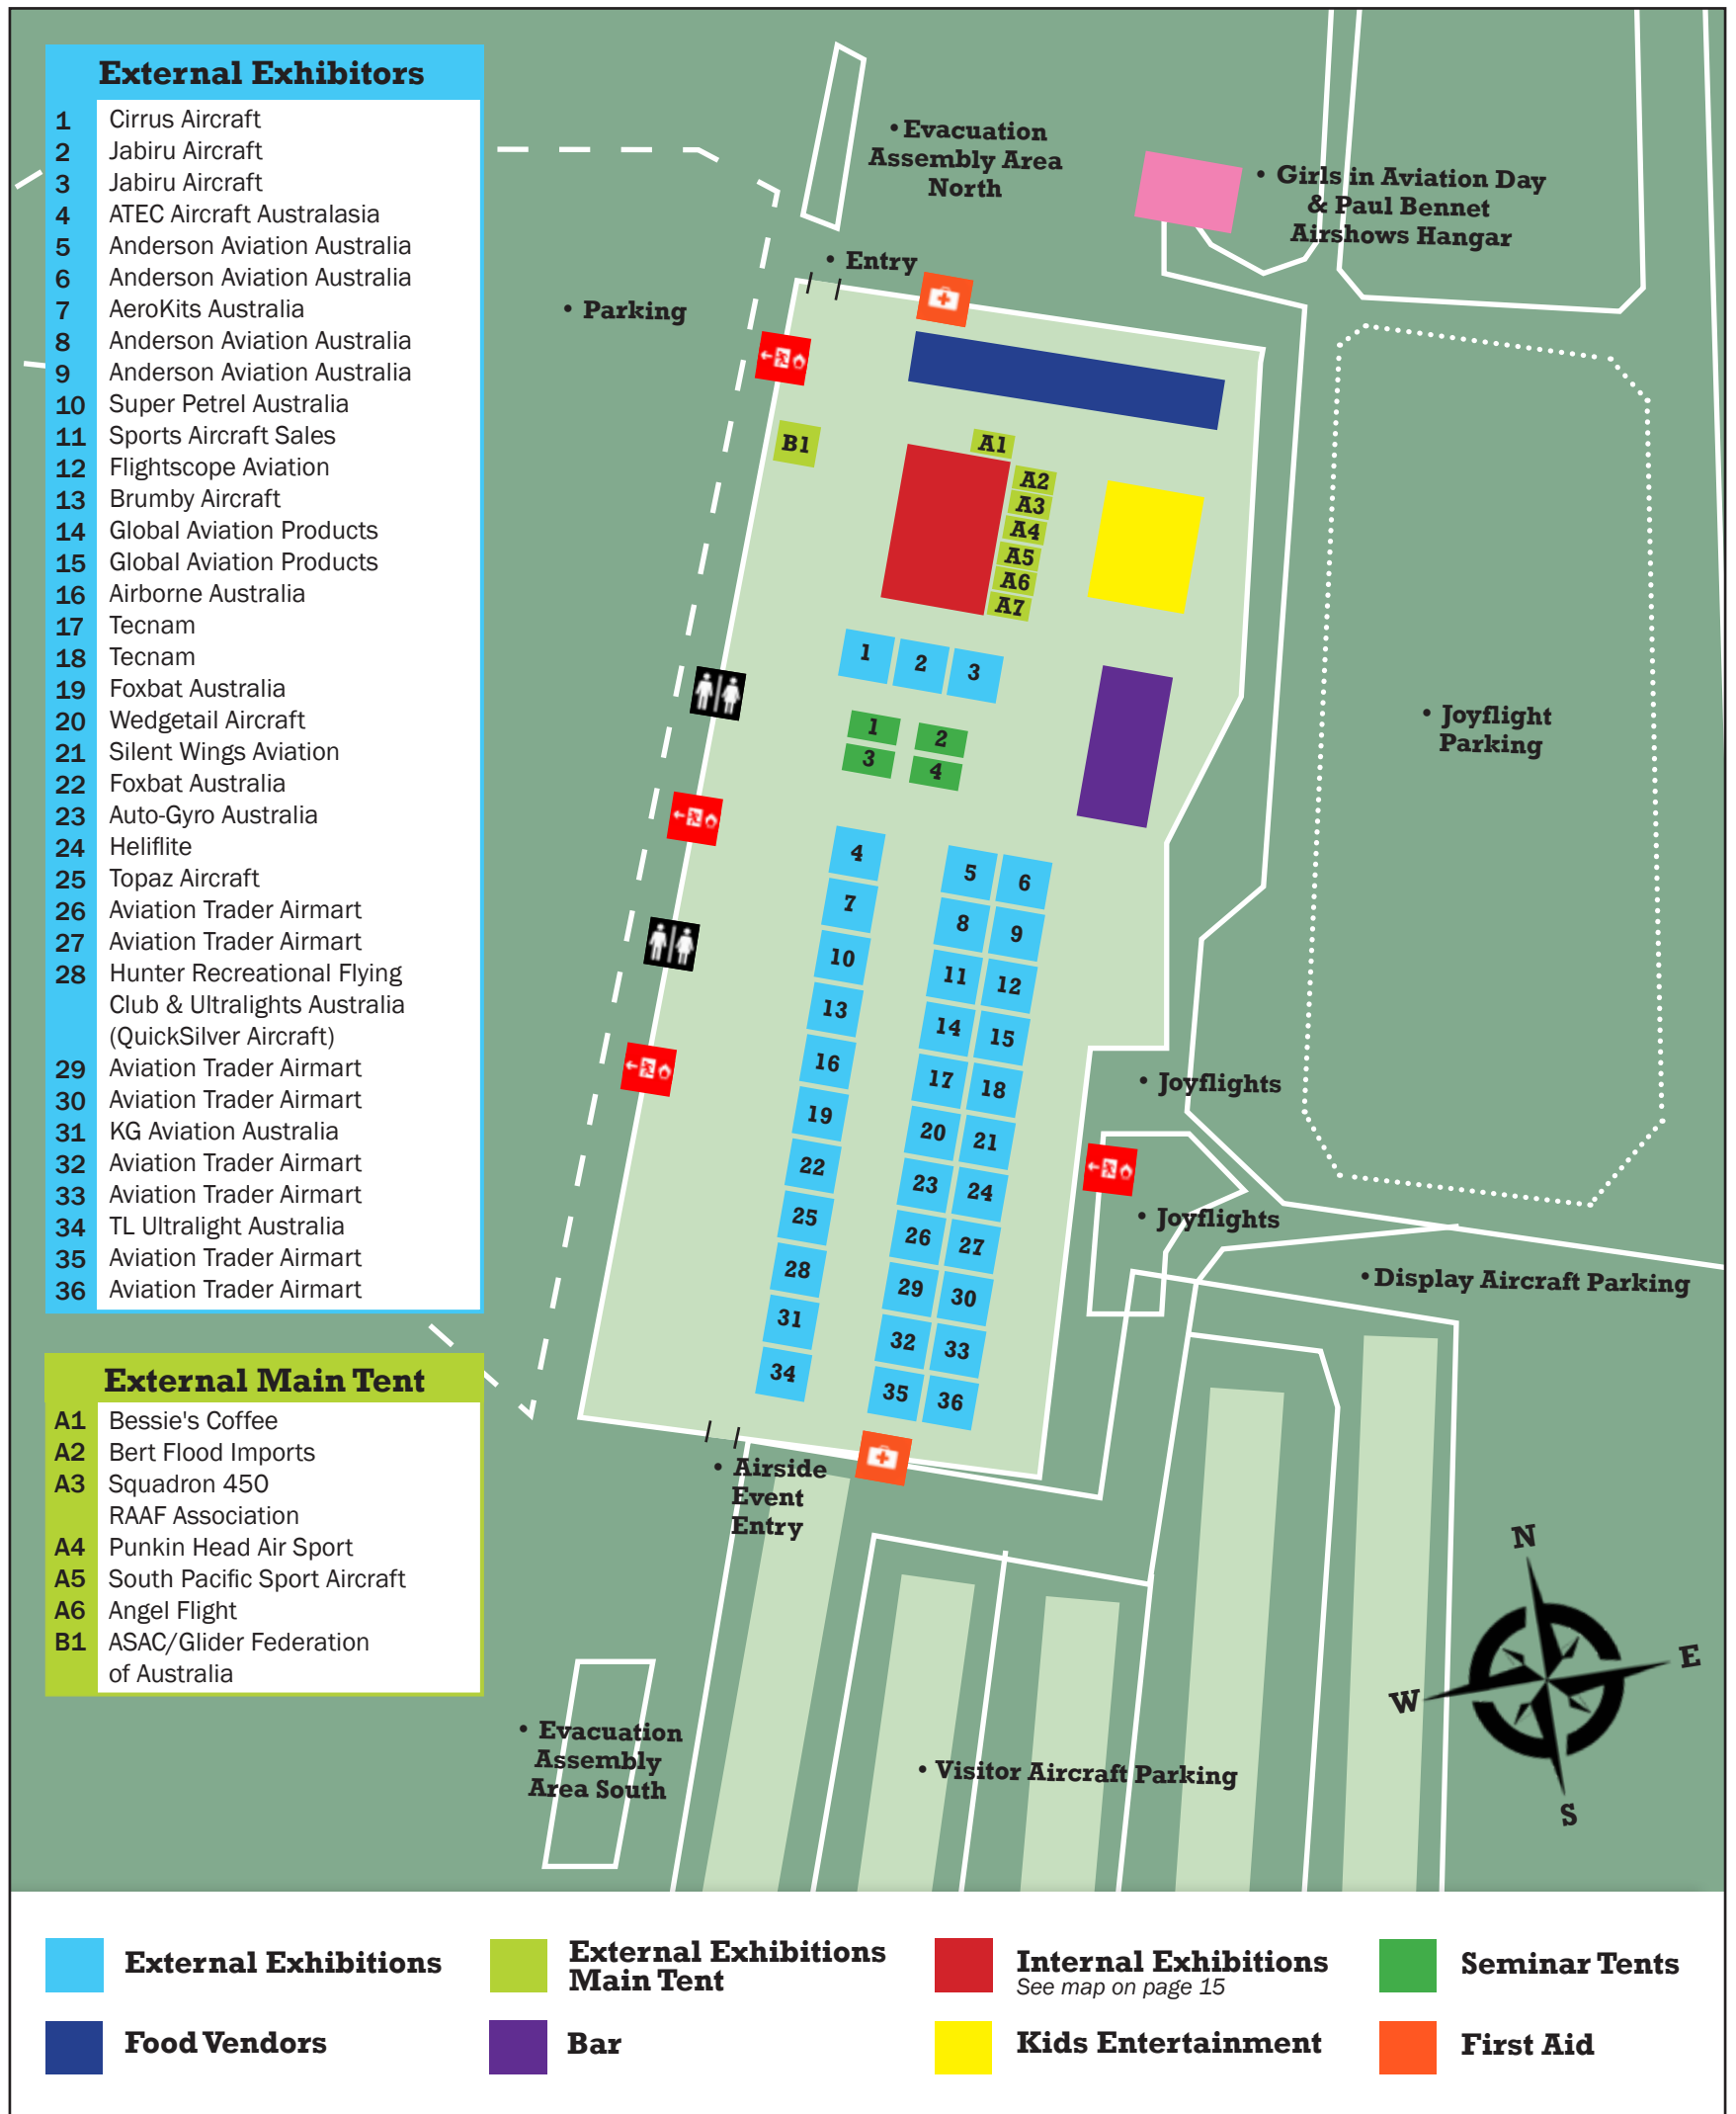 External Exhibitors
1 Cirrus Aircraft
2 Jabiru Aircraft
3 Jabiru Aircraft
4 ATEC Aircraft Australasia
5 Anderson Aviation Australia
6 Anderson Aviation Australia
7 AeroKits Australia
8 Anderson Aviation Australia
9 Anderson Aviation Australia
10 Super Petrel Australia
11 Sports Aircraft Sales
12 Flightscope Aviation
13 Brumby Aircraft
14 Global Aviation Products
15 Global Aviation Products
16 Airborne Australia
17 Tecnam
18 Tecnam
19 Foxbat Australia
20 Wedgetail Aircraft
21 Silent Wings Aviation
22 Foxbat Australia
23 Auto-Gyro Australia
24 Heliflite
25 Topaz Aircraft
26 Aviation Trader Airmart
27 Aviation Trader Airmart
28 Hunter Recreational Flying
Club & Ultralights Australia
(QuickSilver Aircraft)
29 Aviation Trader Airmart
30 Aviation Trader Airmart
31 KG Aviation Australia
32 Aviation Trader Airmart
33 Aviation Trader Airmart
34 TL Ultralight Australia
35 Aviation Trader Airmart
36 Aviation Trader Airmart
External Main Tent
A1 Bessie's Coffee
A2 Bert Flood Imports
A3 Squadron 450
RAAF Association
A4 Punkin Head Air Sport
A5 South Pacific Sport Aircraft
A6 Angel Flight
B1 ASAC/Glider Federation
of Australia
• Evacuation
Assembly Area
North
• Girls in Aviation Day
& Paul Bennet
Airshows Hangar
• Entry
• Parking
B1
A1
A2
A3
A4
A5
A6
A7
1 2 3
1 2
3 4
• Joyflight
Parking
4 5 6
7 8 9
10 11 12
13 14 15
16 17 18
19 20 21
22 23 24
25 26 27
28 29 30
31 32 33
34 35 36
• Joyflights
• Joyflights
• Display Aircraft Parking
• Airside
Event
Entry
• Evacuation
Assembly
Area South
• Visitor Aircraft Parking
N
E
W
S
External Exhibitions
External Exhibitions
Main Tent
Internal Exhibitions
See map on page 15
Seminar Tents
Food Vendors
Bar
Kids Entertainment
First Aid